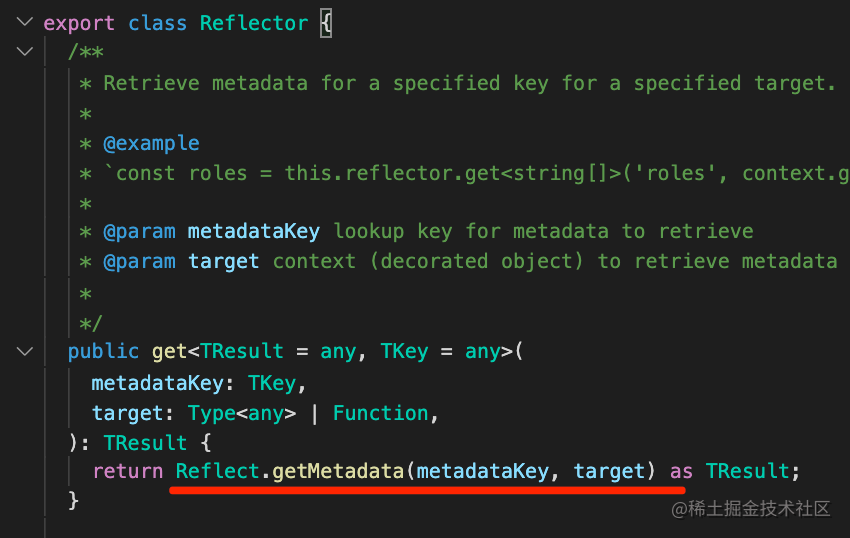 export class Reflector {
/**
* Retrieve metadata for a specified key for a specified target.
*
* @example
* `const roles = this.reflector.get<string[]>('roles', context.g
*
* @param metadataKey lookup key for metadata to retrieve
* @param target context (decorated object) to retrieve metadata
*
*/
public get<TResult = any, TKey = any>(
metadataKey: TKey,
target: Type<any> | Function,
): TResult {
return Reflect.getMetadata(metadataKey, target) as TResult;
}
@稀土掘金技术社区